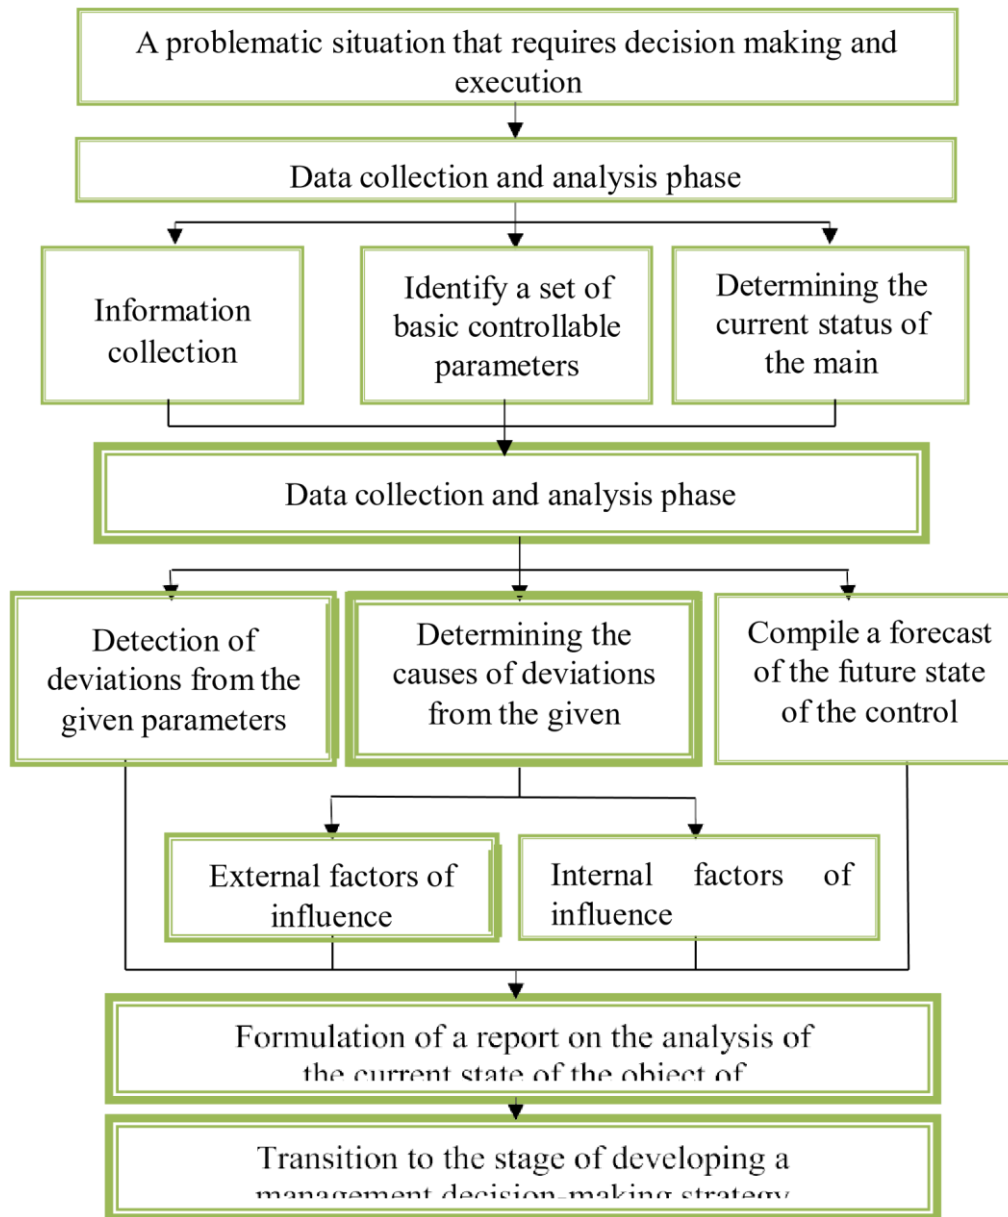 A problematic situation that requires decision making and
execution
Data collection and analysis phase
Information
collection
Identify a set of
basic controllable
parameters
Determining the
current status of
the main
Data collection and analysis phase
Detection of
deviations from the
given parameters
Determining the
causes of deviations
from the given
Compile a forecast
of the future state
of the control
External factors of
influence
Internal factors of
influence
Formulation of a report on the analysis of
the current state of the object of
Transition to the stage of developing a
management decision-making strategy